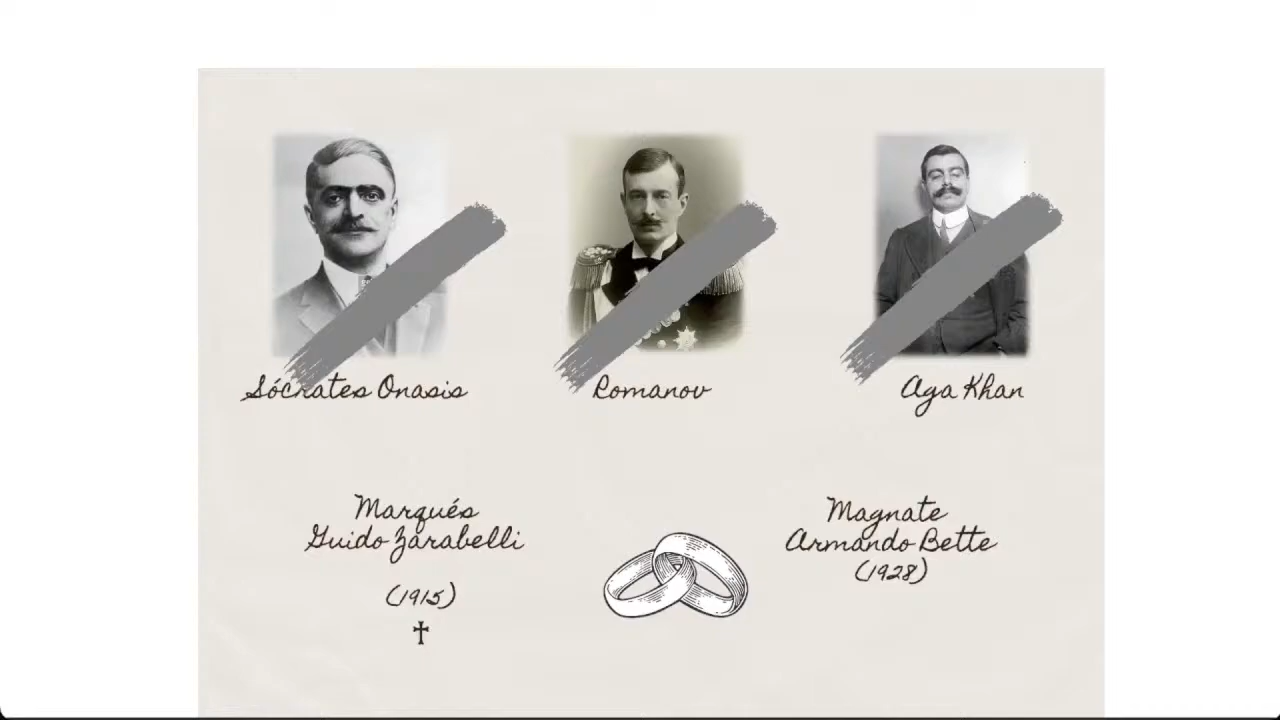 Sócrates Onasis
Romanov
Aga Khan
Marqués
Guido Zarabelli
(1915)
Magnate
Armando Bette
(1928)